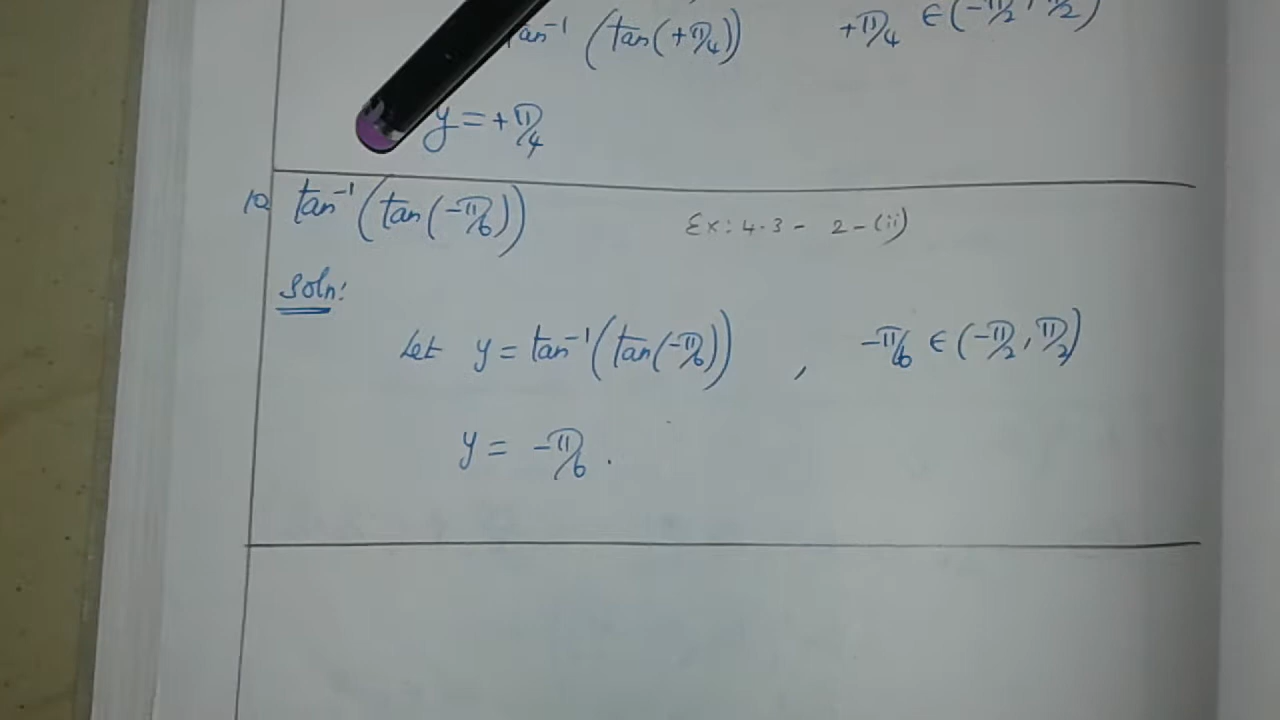 tan⁻¹(tan(+π/4)) +π/4 ∈ (-π/2, π/2)
y = +π/4
10. tan⁻¹(tan(-π/6)) Ex: 4.3 - 2-(ii)
Soln:
Let y = tan⁻¹(tan(-π/6)) , -π/6 ∈ (-π/2, π/2)
y = -π/6.